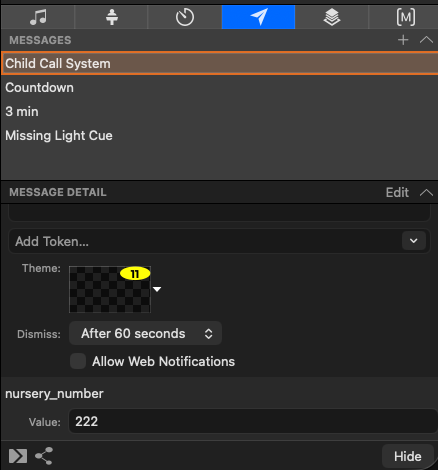 [M]
MESSAGES
Child Call System
Countdown
3 min
Missing Light Cue
MESSAGE DETAIL Edit
Add Token...
Theme: 11
Dismiss: After 60 seconds
Allow Web Notifications
nursery_number
Value: 222
Hide